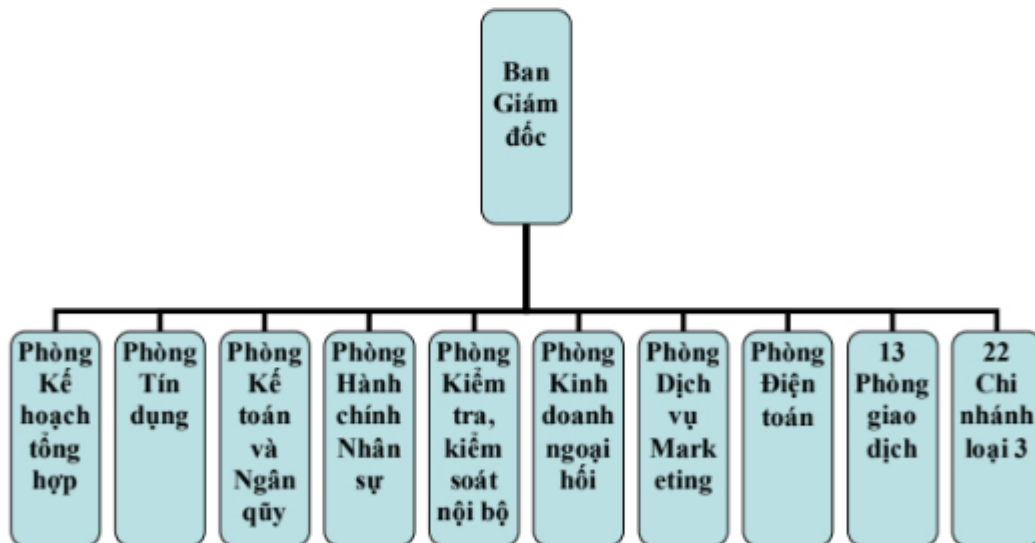 Ban
Giám
đốc
Phòng
Kế
hoạch
tổng
hợp
Phòng
Tín
dụng
Phòng
Kế
toán
và
Ngân
qũy
Phòng
Hành
chính
Nhân
sự
Phòng
Kiểm
tra,
kiểm
soát
nội bộ
Phòng
Kinh
doanh
ngoại
hối
Phòng
Dịch
vụ
Mark
eting
Phòng
Điện
toán
13
Phòng
giao
dịch
22
Chi
nhánh
loại 3